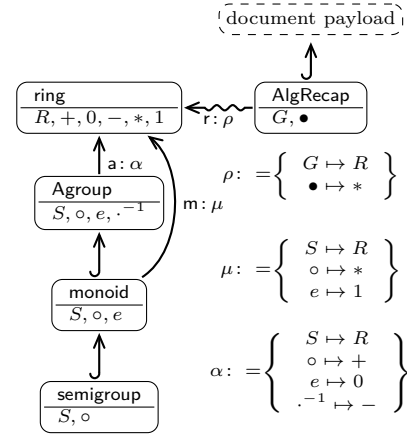 document payload
ring
R, +, 0, −, ∗, 1
AlgRecap
G, •
r: ρ
a: α
Agroup
S, ∘, e, ·⁻¹
m: μ
monoid
S, ∘, e
semigroup
S, ∘
ρ: = { G ↦ R
• ↦ ∗ }
μ: = { S ↦ R
∘ ↦ ∗
e ↦ 1 }
α: = { S ↦ R
∘ ↦ +
e ↦ 0
·⁻¹ ↦ − }